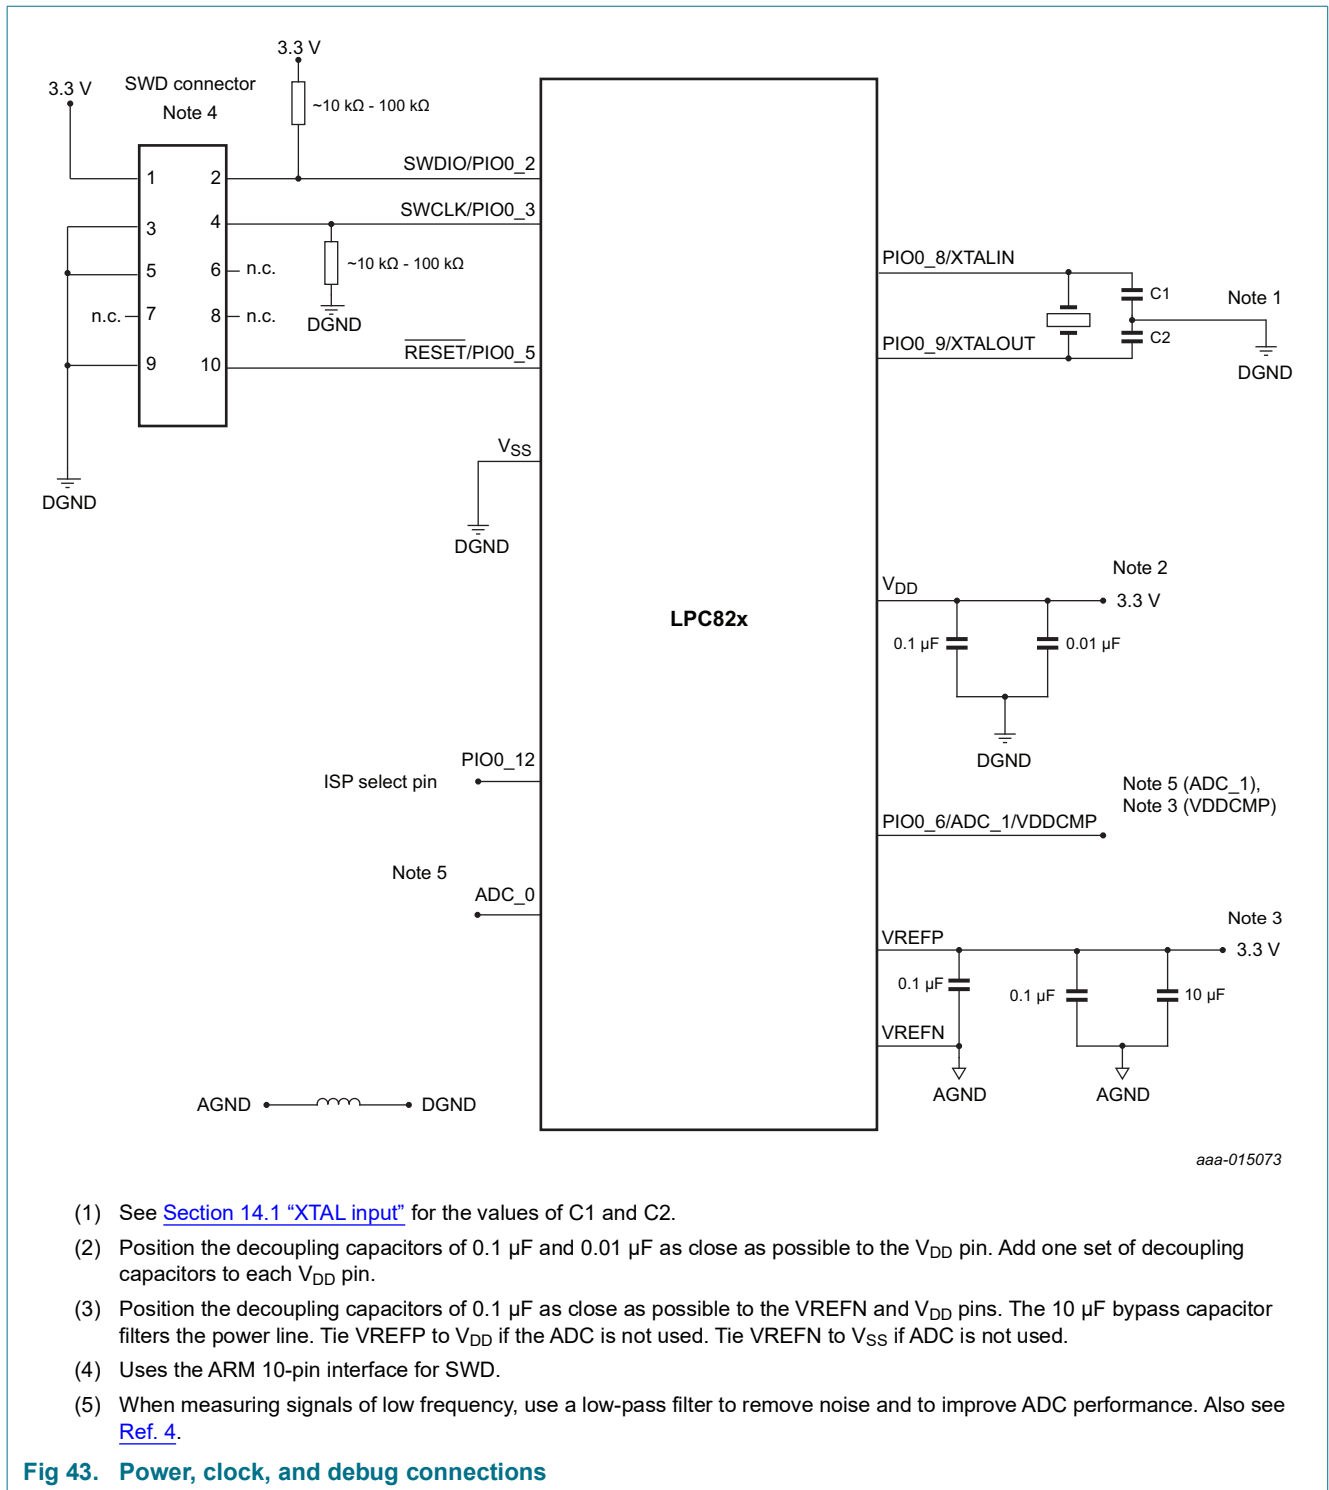 3.3 V
3.3 V
SWD connector
Note 4
~10 kΩ - 100 kΩ
1
2
SWDIO/PIO0_2
3
4
SWCLK/PIO0_3
5
6
n.c.
~10 kΩ - 100 kΩ
n.c.
7
8
n.c.
DGND
9
10
RESET/PIO0_5
DGND
VSS
DGND
PIO0_8/XTALIN
C1
Note 1
PIO0_9/XTALOUT
C2
DGND
LPC82x
VDD
Note 2
3.3 V
0.1 µF
0.01 µF
DGND
ISP select pin
PIO0_12
Note 5 (ADC_1),
Note 3 (VDDCMP)
PIO0_6/ADC_1/VDDCMP
Note 5
ADC_0
Note 3
VREFP
3.3 V
0.1 µF
0.1 µF
10 µF
VREFN
AGND
AGND
AGND
DGND
aaa-015073
(1) See Section 14.1 “XTAL input” for the values of C1 and C2.
(2) Position the decoupling capacitors of 0.1 µF and 0.01 µF as close as possible to the VDD pin. Add one set of decoupling
capacitors to each VDD pin.
(3) Position the decoupling capacitors of 0.1 µF as close as possible to the VREFN and VDD pins. The 10 µF bypass capacitor
filters the power line. Tie VREFP to VDD if the ADC is not used. Tie VREFN to VSS if ADC is not used.
(4) Uses the ARM 10-pin interface for SWD.
(5) When measuring signals of low frequency, use a low-pass filter to remove noise and to improve ADC performance. Also see
Ref. 4.
Fig 43. Power, clock, and debug connections